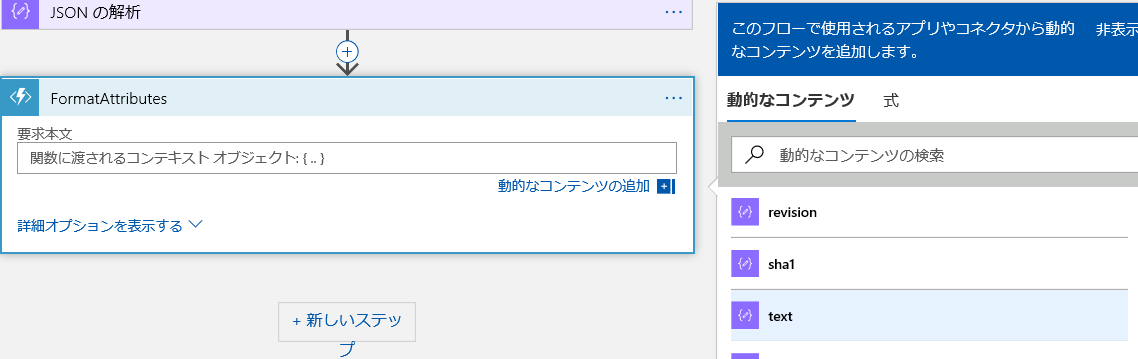 JSON の解析
FormatAttributes
要求本文
関数に渡されるコンテキスト オブジェクト: { .. }
動的なコンテンツの追加
詳細オプションを表示する
+ 新しいステッ
プ
このフローで使用されるアプリやコネクタから動的
なコンテンツを追加します。
非表示
動的なコンテンツ
式
動的なコンテンツの検索
revision
sha1
text